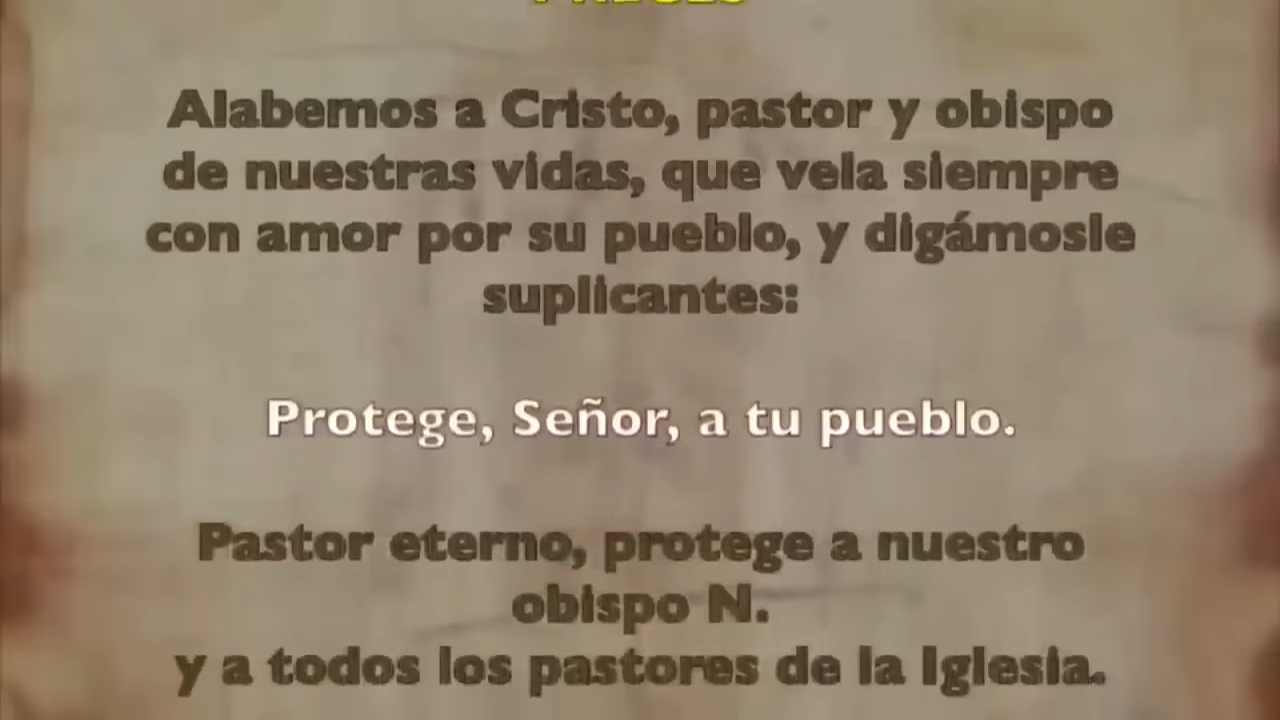 Alabemos a Cristo, pastor y obispo
de nuestras vidas, que vela siempre
con amor por su pueblo, y digámosle
suplicantes:
Protege, Señor, a tu pueblo.
Pastor eterno, protege a nuestro
obispo N.
y a todos los pastores de la Iglesia.